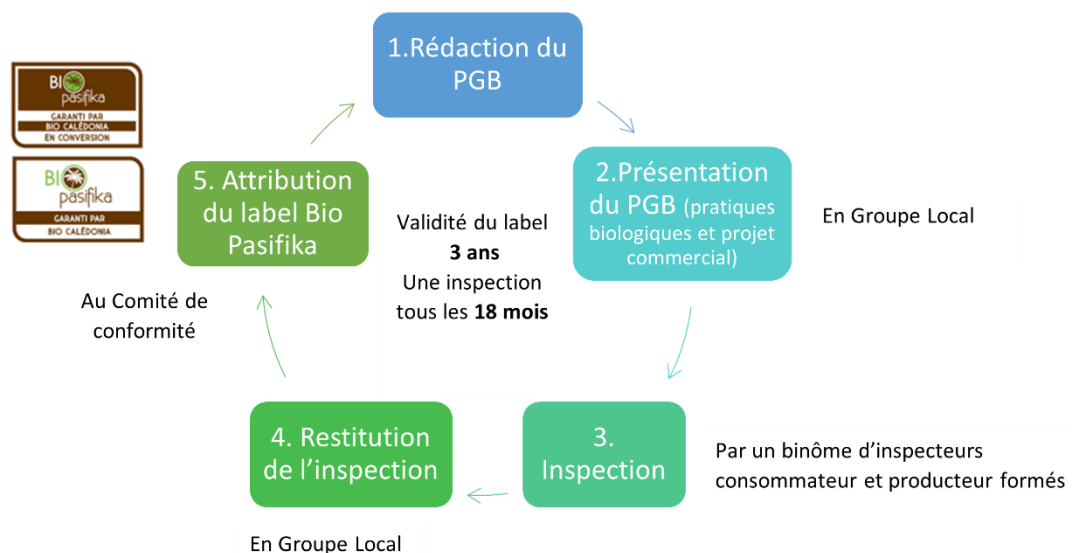 1.Rédaction du
PGB
2.Présentation
du PGB (pratiques
biologiques et projet
commercial)
En Groupe Local
3.
Inspection
Par un binôme d’inspecteurs
consommateur et producteur formés
4. Restitution
de l’inspection
En Groupe Local
5. Attribution
du label Bio
Pasifika
Au Comité de
conformité
Validité du label
3 ans
Une inspection
tous les 18 mois
BIO
pasifika
GARANTI PAR
BIO CALÉDONIA
EN CONVERSION
BIO
pasifika
GARANTI PAR
BIO CALÉDONIA